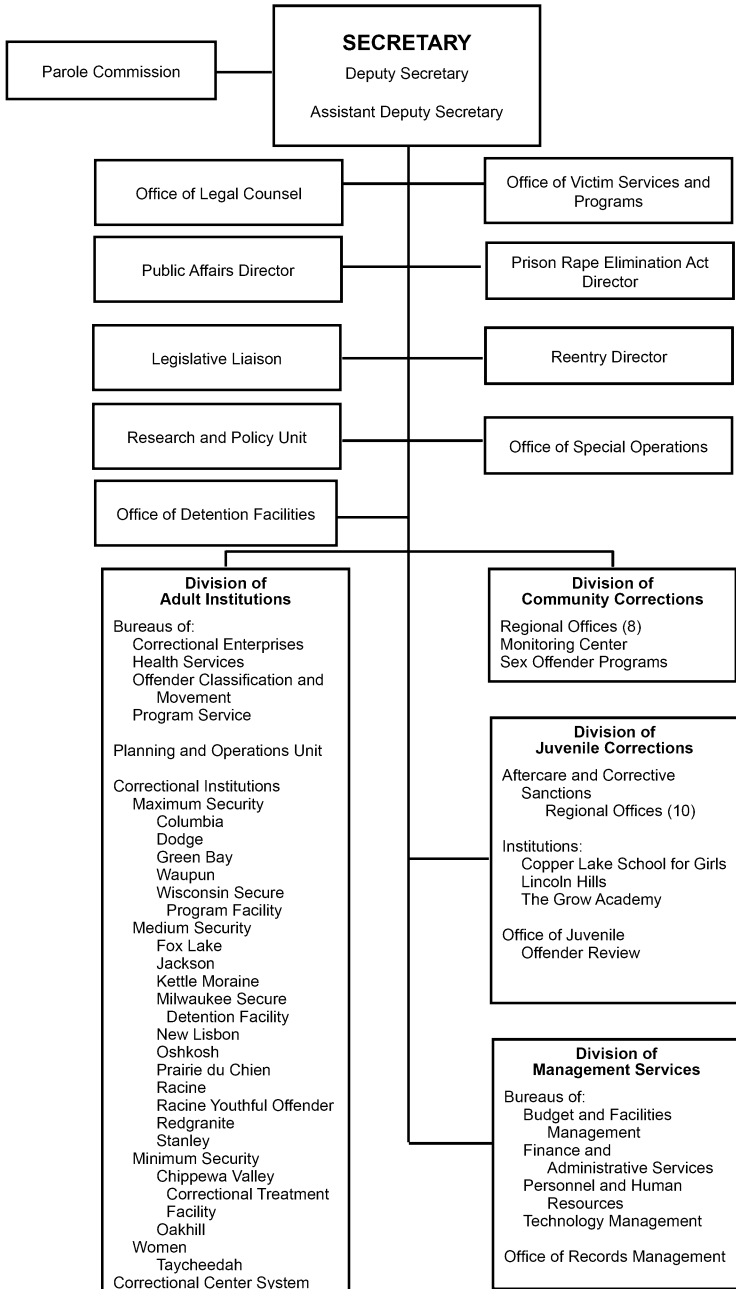 SECRETARY
Deputy Secretary
Assistant Deputy Secretary
Parole Commission
Office of Legal Counsel
Office of Victim Services and
Programs
Public Affairs Director
Prison Rape Elimination Act
Director
Legislative Liaison
Reentry Director
Research and Policy Unit
Office of Special Operations
Office of Detention Facilities
Division of
Adult Institutions
Bureaus of:
Correctional Enterprises
Health Services
Offender Classification and
Movement
Program Service
Planning and Operations Unit
Correctional Institutions
Maximum Security
Columbia
Dodge
Green Bay
Waupun
Wisconsin Secure
Program Facility
Medium Security
Fox Lake
Jackson
Kettle Moraine
Milwaukee Secure
Detention Facility
New Lisbon
Oshkosh
Prairie du Chien
Racine
Racine Youthful Offender
Redgranite
Stanley
Minimum Security
Chippewa Valley
Correctional Treatment
Facility
Oakhill
Women
Taycheedah
Correctional Center System
Division of
Community Corrections
Regional Offices (8)
Monitoring Center
Sex Offender Programs
Division of
Juvenile Corrections
Aftercare and Corrective
Sanctions
Regional Offices (10)
Institutions:
Copper Lake School for Girls
Lincoln Hills
The Grow Academy
Office of Juvenile
Offender Review
Division of
Management Services
Bureaus of:
Budget and Facilities
Management
Finance and
Administrative Services
Personnel and Human
Resources
Technology Management
Office of Records Management